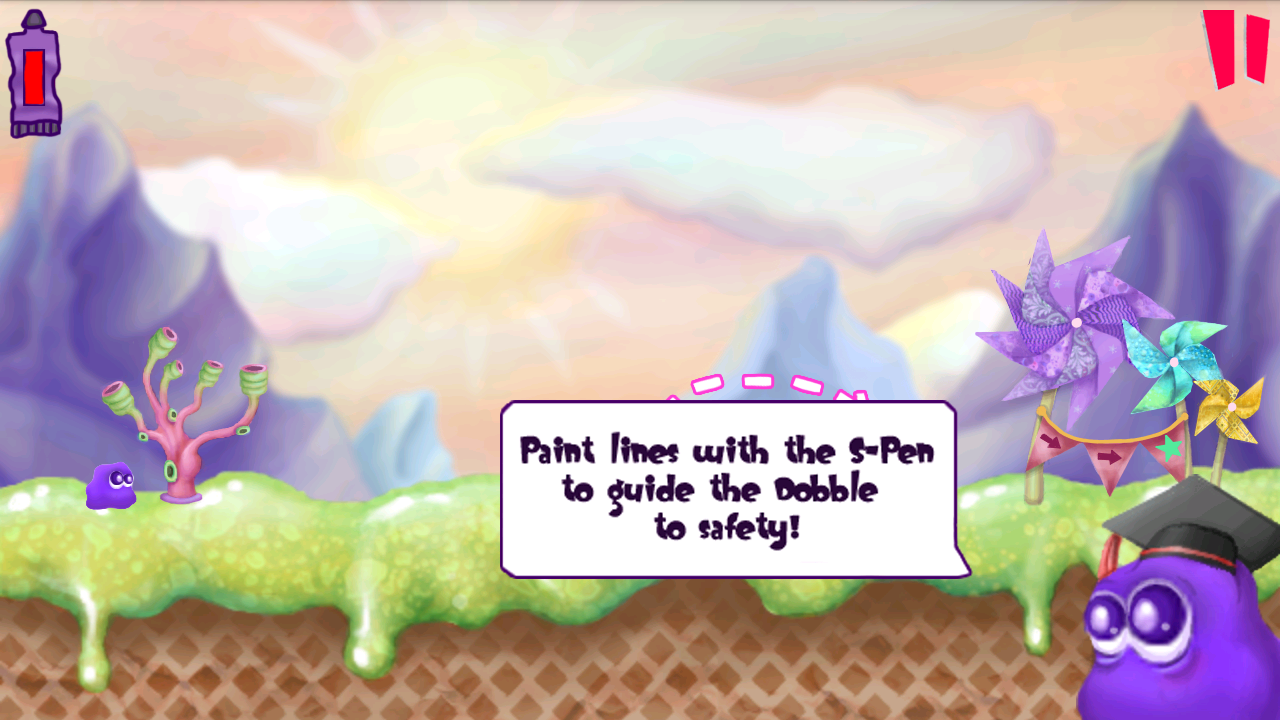 Paint lines with the S-Pen
to guide the Dobble
to safety!